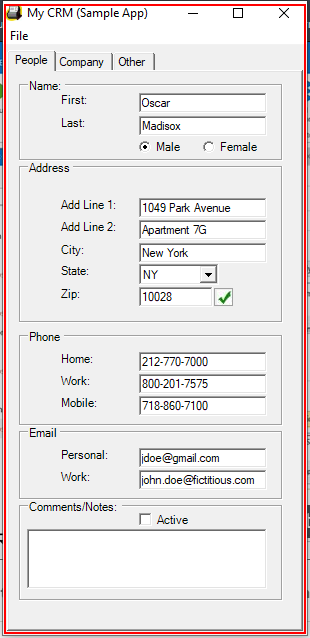 My CRM (Sample App)
File
People Company Other
Name:
First: Oscar
Last: Madisox
Male Female
Address
Add Line 1: 1049 Park Avenue
Add Line 2: Apartment 7G
City: New York
State: NY
Zip: 10028
Phone
Home: 212-770-7000
Work: 800-201-7575
Mobile: 718-860-7100
Email
Personal: jdoe@gmail.com
Work: john.doe@fictitious.com
Comments/Notes:
Active